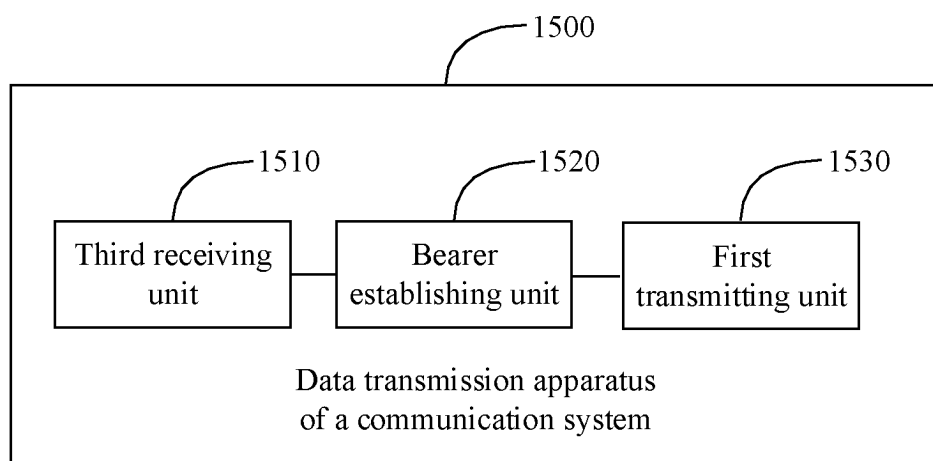 1500
1510
1520
1530
Third receiving
unit
Bearer
establishing unit
First
transmitting unit
Data transmission apparatus
of a communication system